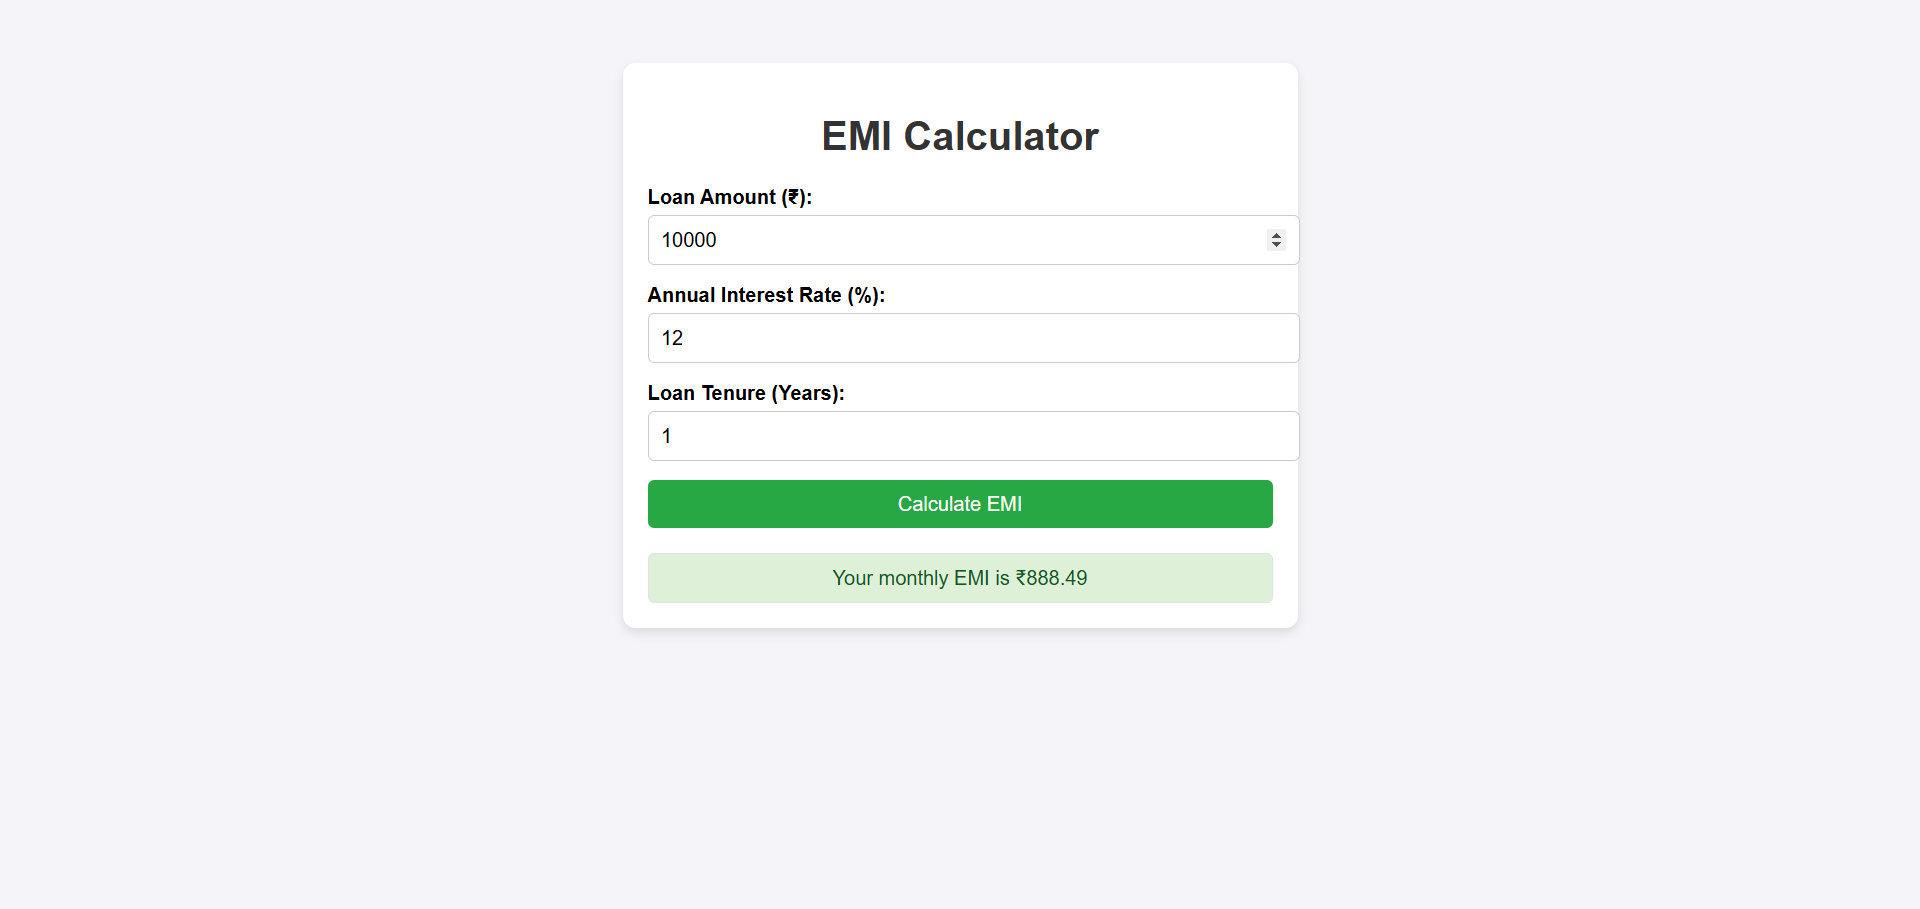 EMI Calculator
Loan Amount (₹):
10000
Annual Interest Rate (%):
12
Loan Tenure (Years):
1
Calculate EMI
Your monthly EMI is ₹888.49